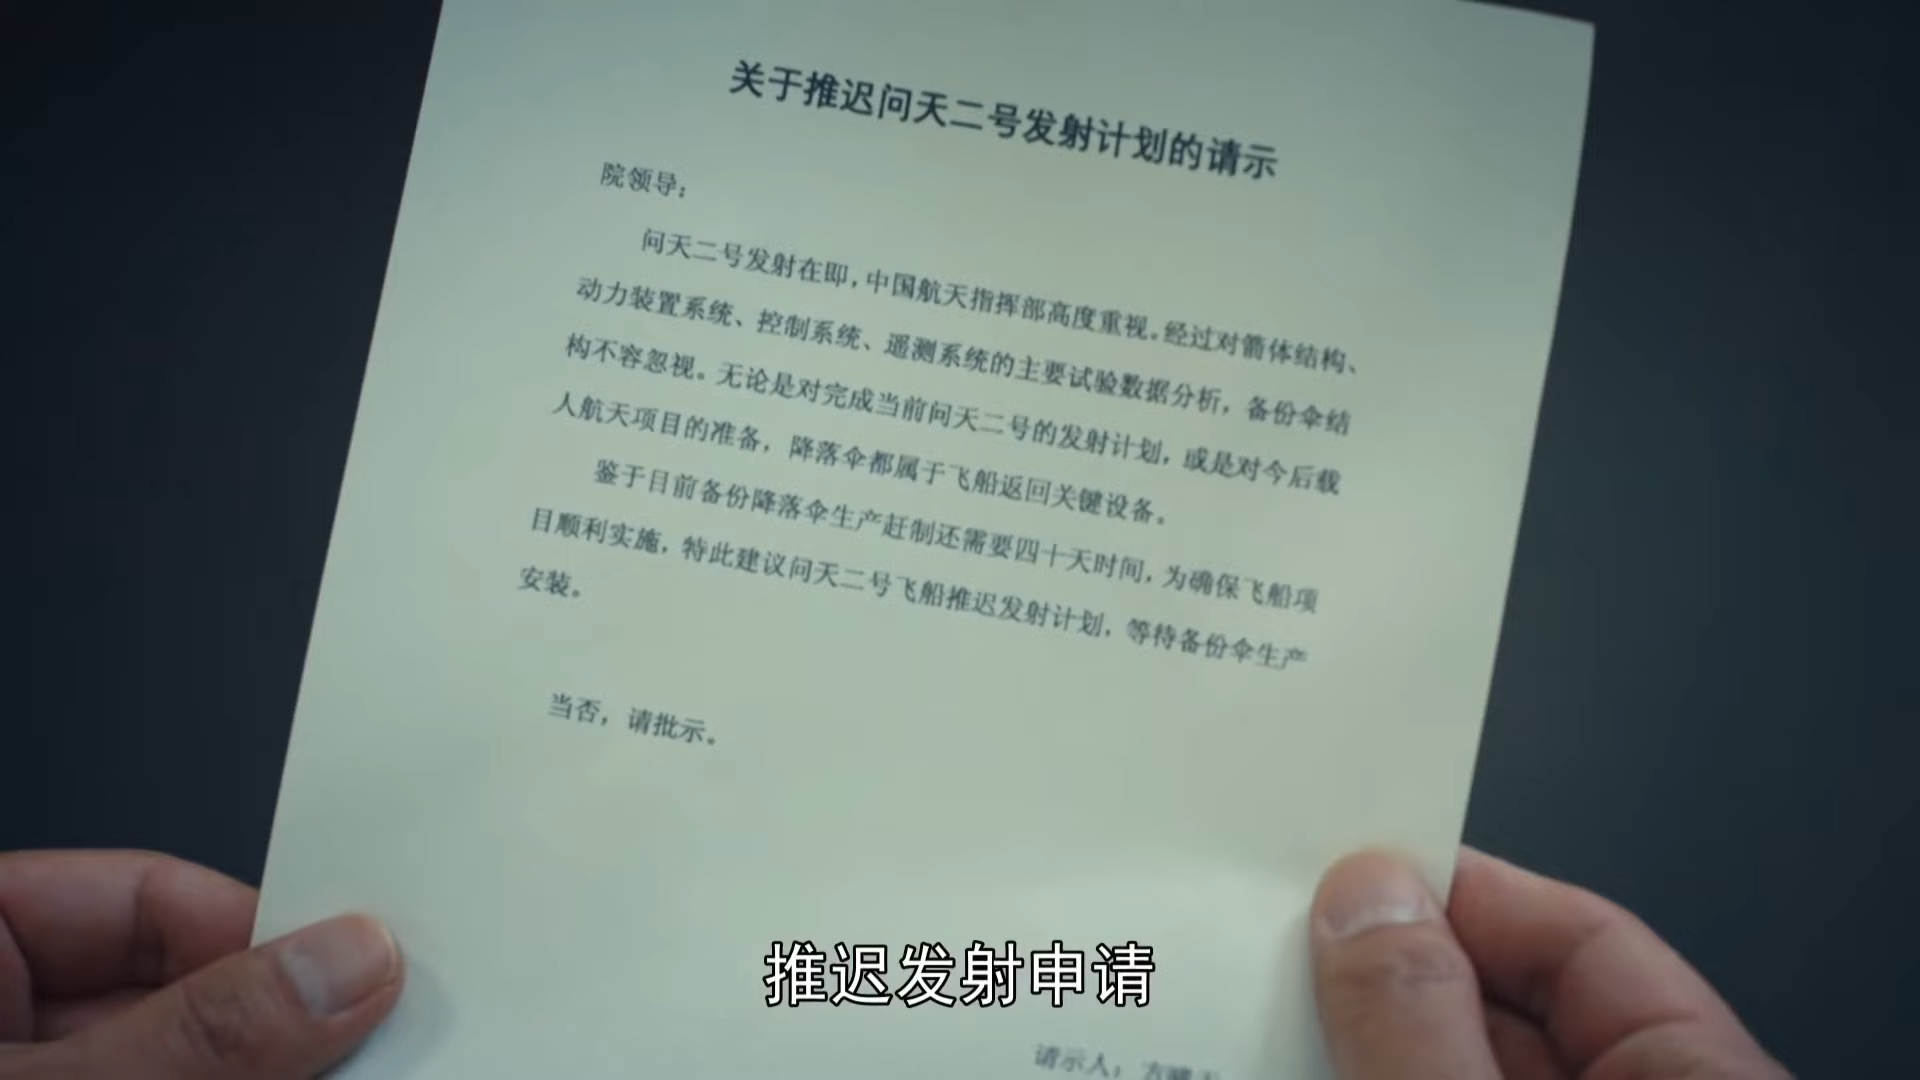 关于推迟问天二号发射计划的请示
院领导：
问天二号发射在即，中国航天指挥部高度重视。经过对箭体结构、
动力装置系统、控制系统、遥测系统的主要试验数据分析，备份伞结
构不容忽视。无论是对完成当前问天二号的发射计划，或是对今后载
人航天项目的准备，降落伞都属于飞船返回关键设备。
鉴于目前备份降落伞生产赶制还需要四十天时间，为确保飞船项
目顺利实施，特此建议问天二号飞船推迟发射计划，等待备份伞生产
安装。
当否，请批示。
推迟发射申请
请示人：